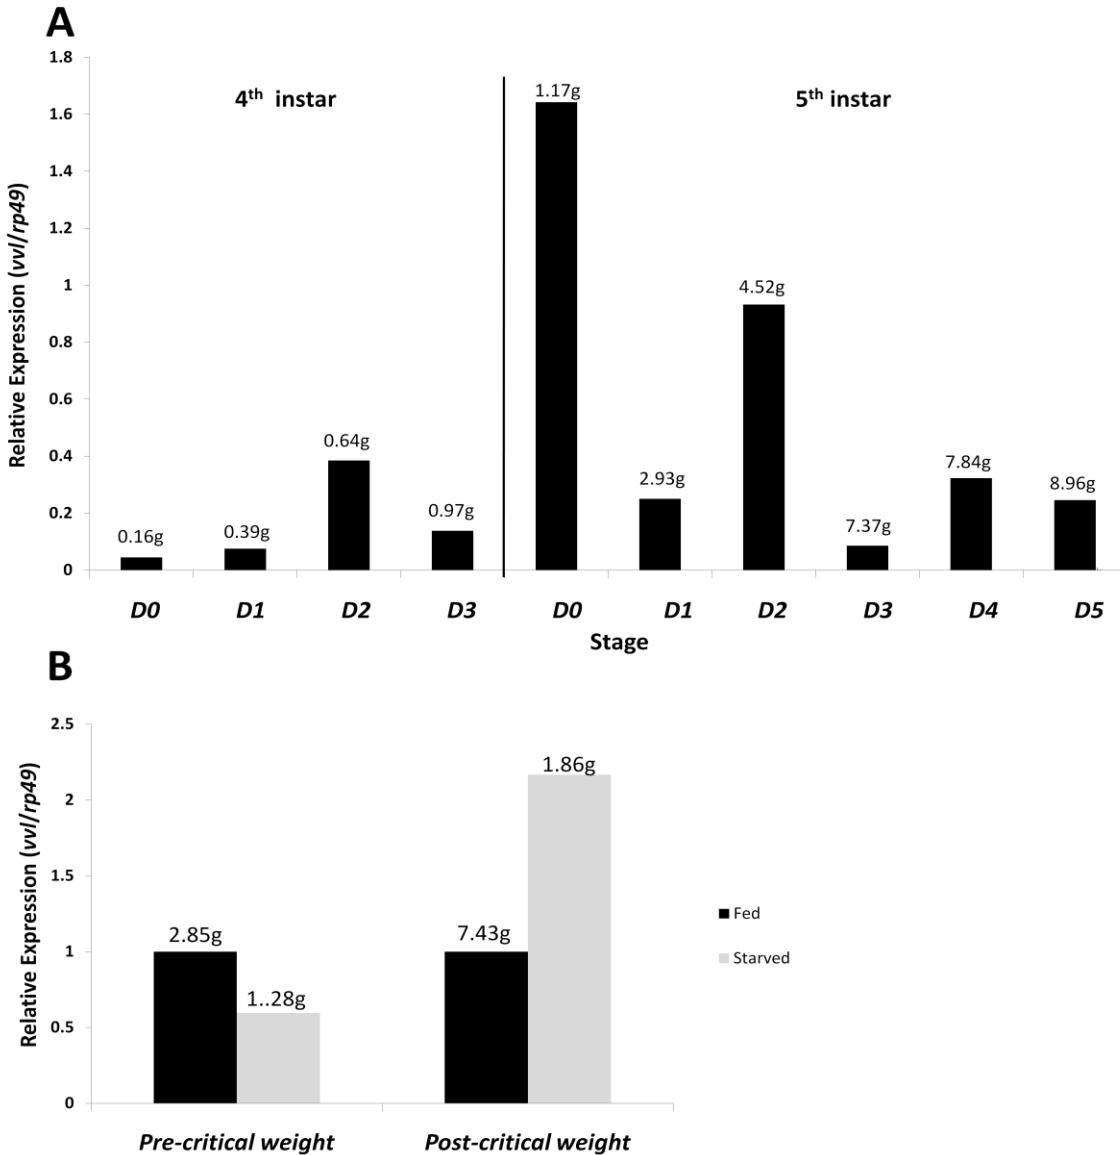 A
1.8
1.6
1.4
1.2
1
0.8
0.6
0.4
0.2
0
Relative Expression (vvl/rp49)
4th instar
5th instar
0.16g
0.39g
0.64g
0.97g
1.17g
2.93g
4.52g
7.37g
7.84g
8.96g
D0 D1 D2 D3 D0 D1 D2 D3 D4 D5
Stage
B
2.5
2
1.5
1
0.5
0
Relative Expression (vvl/rp49)
2.85g
1..28g
7.43g
1.86g
Fed
Starved
Pre-critical weight
Post-critical weight